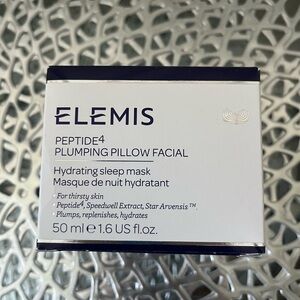 ELEMIS
PEPTIDE⁴
PLUMPING PILLOW FACIAL
Hydrating sleep mask
Masque de nuit hydratant
• For thirsty skin
• Peptide⁴, Speedwell Extract, Star Arvensis™
• Plumps, replenishes, hydrates
50 ml ℮ 1.6 US fl.oz.